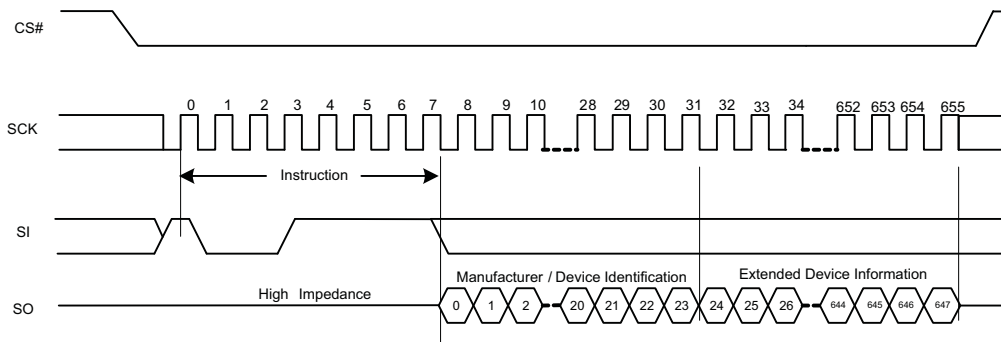 CS#
0 1 2 3 4 5 6 7 8 9 10 28 29 30 31 32 33 34 652 653 654 655
SCK
Instruction
SI
Manufacturer / Device Identification Extended Device Information
High Impedance
SO 0 1 2 20 21 22 23 24 25 26 644 645 646 647